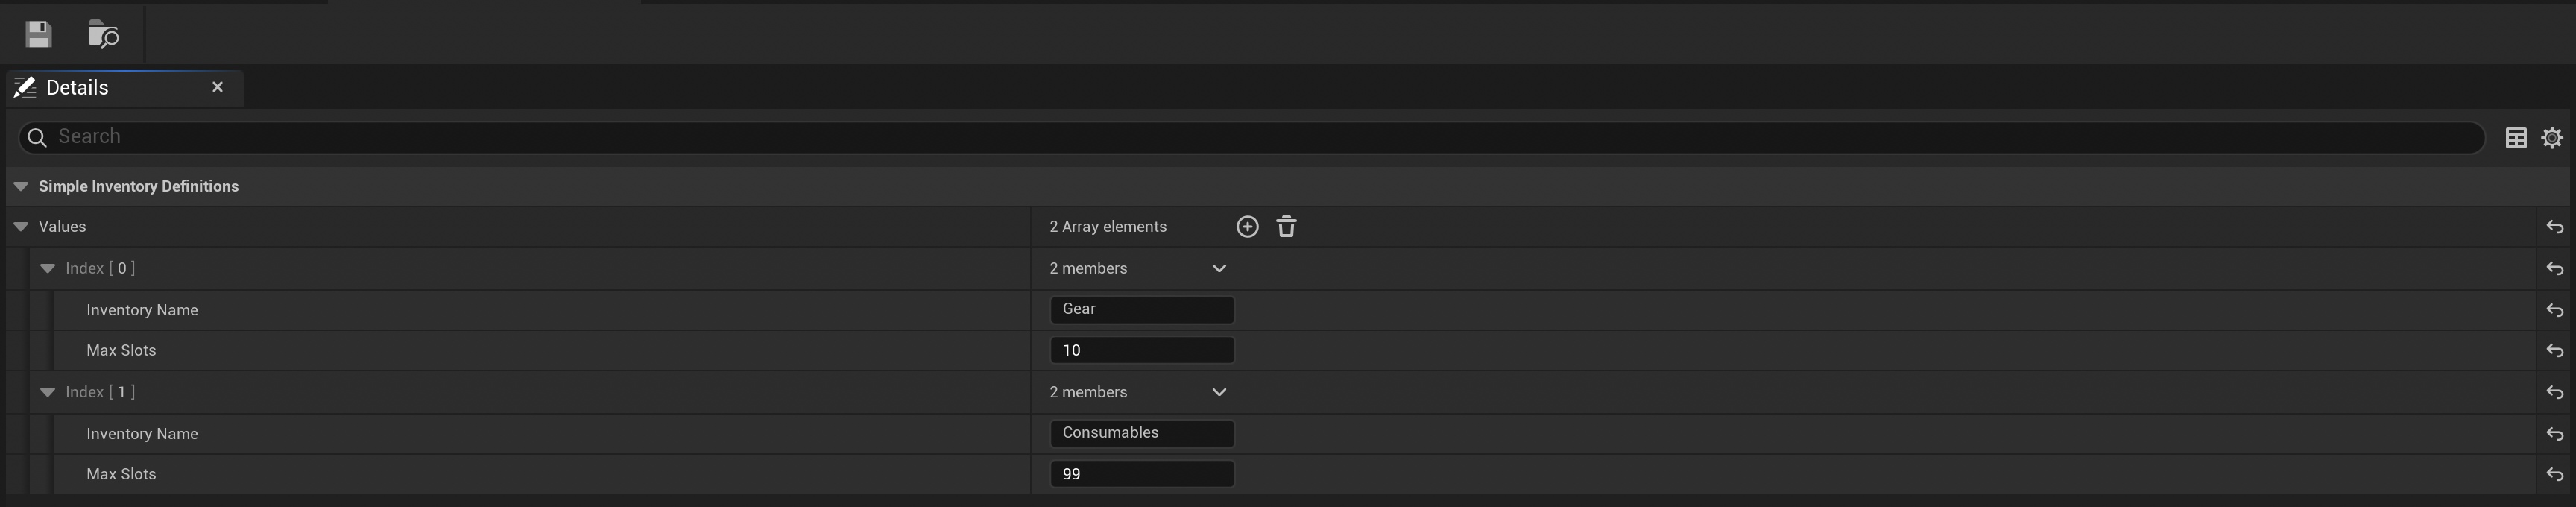 Details
Search
Simple Inventory Definitions
Values 2 Array elements
Index [ 0 ] 2 members
Inventory Name Gear
Max Slots 10
Index [ 1 ] 2 members
Inventory Name Consumables
Max Slots 99